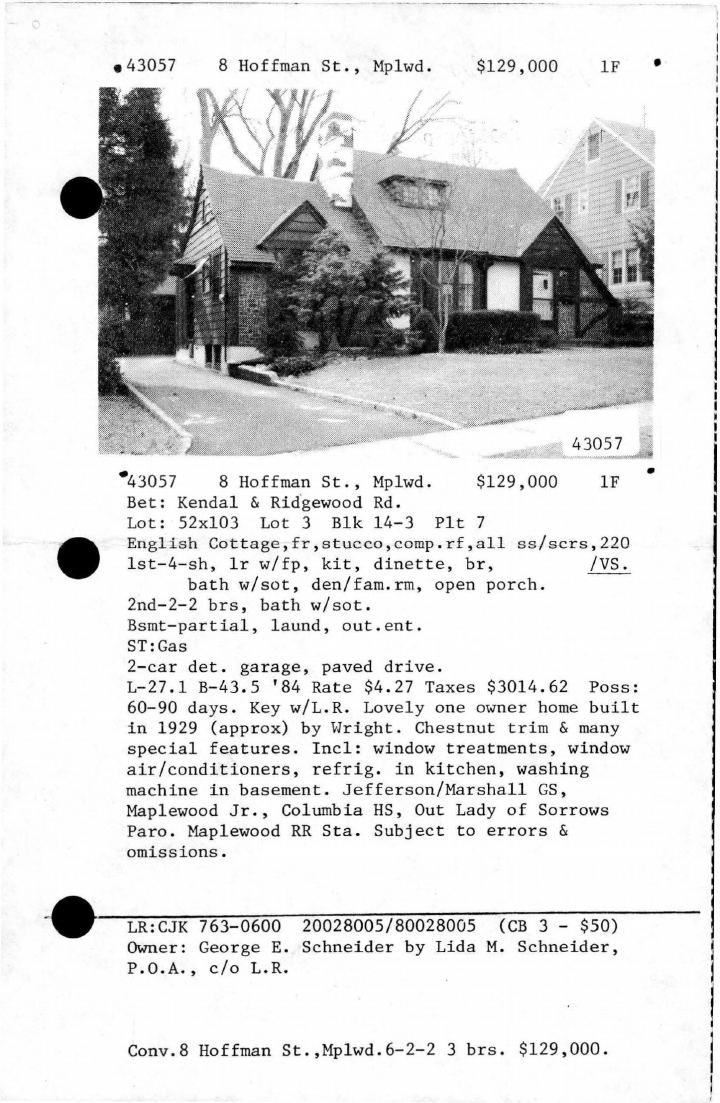 43057 8 Hoffman St., Mplwd. $129,000 1F
43057
43057 8 Hoffman St., Mplwd. $129,000 1F
Bet: Kendal & Ridgewood Rd.
Lot: 52x103 Lot 3 Blk 14-3 Plt 7
English Cottage,fr,stucco,comp.rf,all ss/scrs,220
1st-4-sh, lr w/fp, kit, dinette, br, /VS.
bath w/sot, den/fam.rm, open porch.
2nd-2-2 brs, bath w/sot.
Bsmt-partial, laund, out.ent.
ST:Gas
2-car det. garage, paved drive.
L-27.1 B-43.5 '84 Rate $4.27 Taxes $3014.62 Poss:
60-90 days. Key w/L.R. Lovely one owner home built
in 1929 (approx) by Wright. Chestnut trim & many
special features. Incl: window treatments, window
air/conditioners, refrig. in kitchen, washing
machine in basement. Jefferson/Marshall GS,
Maplewood Jr., Columbia HS, Out Lady of Sorrows
Paro. Maplewood RR Sta. Subject to errors &
omissions.
LR:CJK 763-0600 20028005/80028005 (CB 3 - $50)
Owner: George E. Schneider by Lida M. Schneider,
P.O.A., c/o L.R.
Conv.8 Hoffman St.,Mplwd.6-2-2 3 brs. $129,000.